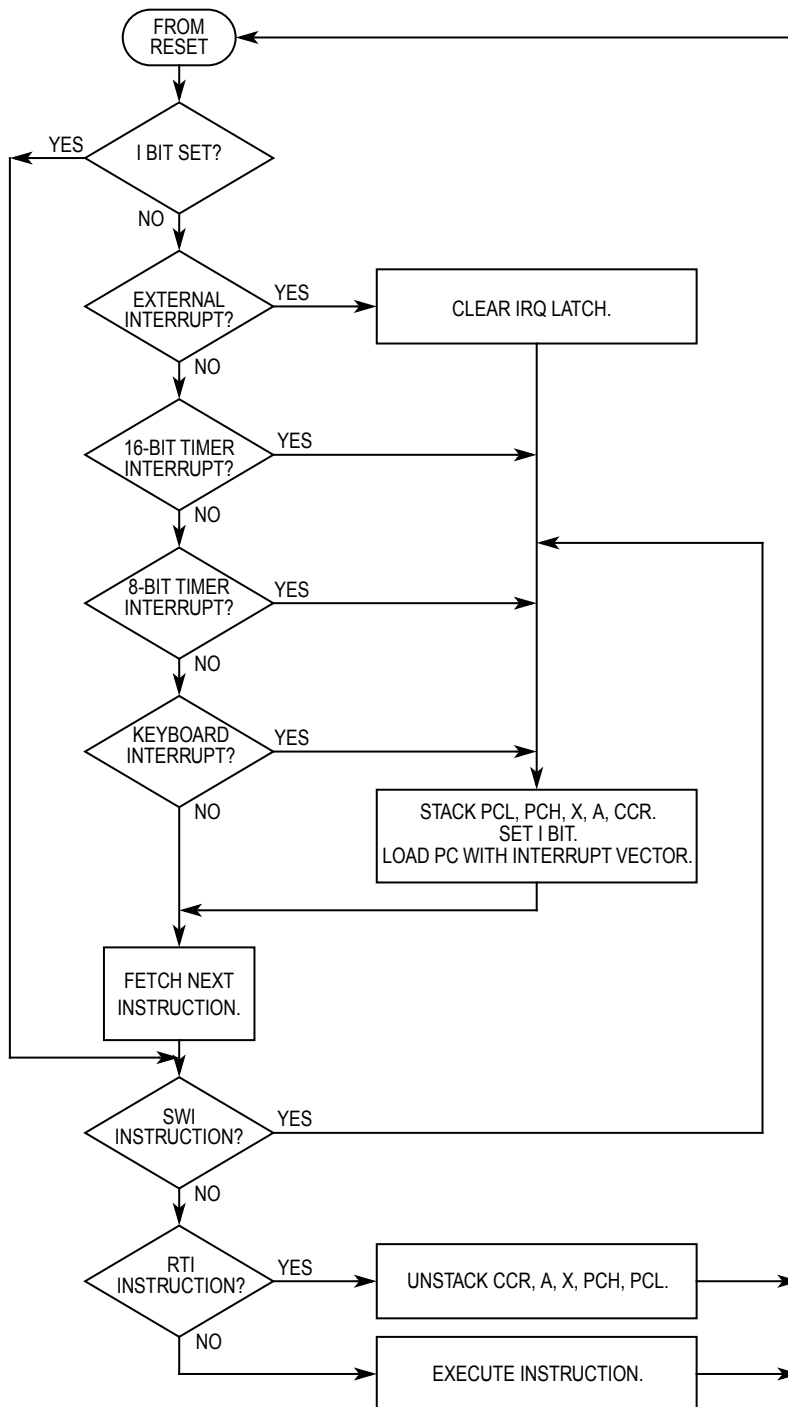 FROM
RESET
YES
I BIT SET?
NO
EXTERNAL
INTERRUPT?
YES
CLEAR IRQ LATCH.
NO
16-BIT TIMER
INTERRUPT?
YES
NO
8-BIT TIMER
INTERRUPT?
YES
NO
KEYBOARD
INTERRUPT?
YES
NO
STACK PCL, PCH, X, A, CCR.
SET I BIT.
LOAD PC WITH INTERRUPT VECTOR.
FETCH NEXT
INSTRUCTION.
SWI
INSTRUCTION?
YES
NO
RTI
INSTRUCTION?
YES
UNSTACK CCR, A, X, PCH, PCL.
NO
EXECUTE INSTRUCTION.